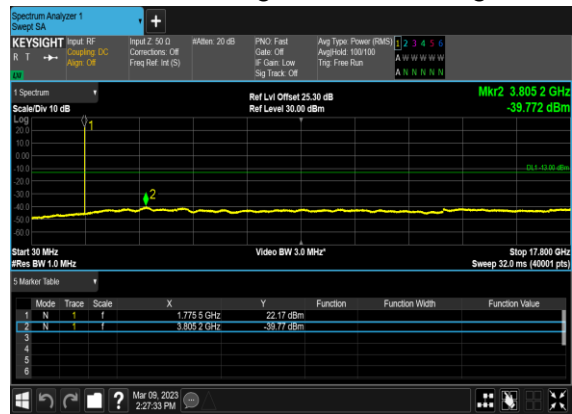 Spectrum Analyzer 1
Swept SA
+
KEYSIGHT Input: RF Input Z: 50 Ω #Atten: 20 dB PNO: Fast Avg Type: Power (RMS) 1 2 3 4 5 6
R T Coupling: DC Corrections: Off Gate: Off Avg|Hold: 100/100 A W W W W W
Align: Off Freq Ref: Int (S) IF Gain: Low Trig: Free Run
Sig Track: Off A N N N N N
LW
1 Spectrum Ref Lvl Offset 25.30 dB Mkr2 3.805 2 GHz
Scale/Div 10 dB Ref Level 30.00 dBm -39.772 dBm
Log
1
20.0
10.0
0.00
-10.0
DL1 -13.00 dBm
-20.0
-30.0
2
-40.0
-50.0
-60.0
Start 30 MHz Video BW 3.0 MHz* Stop 17.800 GHz
#Res BW 1.0 MHz Sweep 32.0 ms (40001 pts)
5 Marker Table
Mode Trace Scale X Y Function Function Width Function Value
1 N 1 f 1.775 5 GHz 22.17 dBm
2 N 1 f 3.805 2 GHz -39.77 dBm
3
4
5
6
? Mar 09, 2023
2:27:33 PM